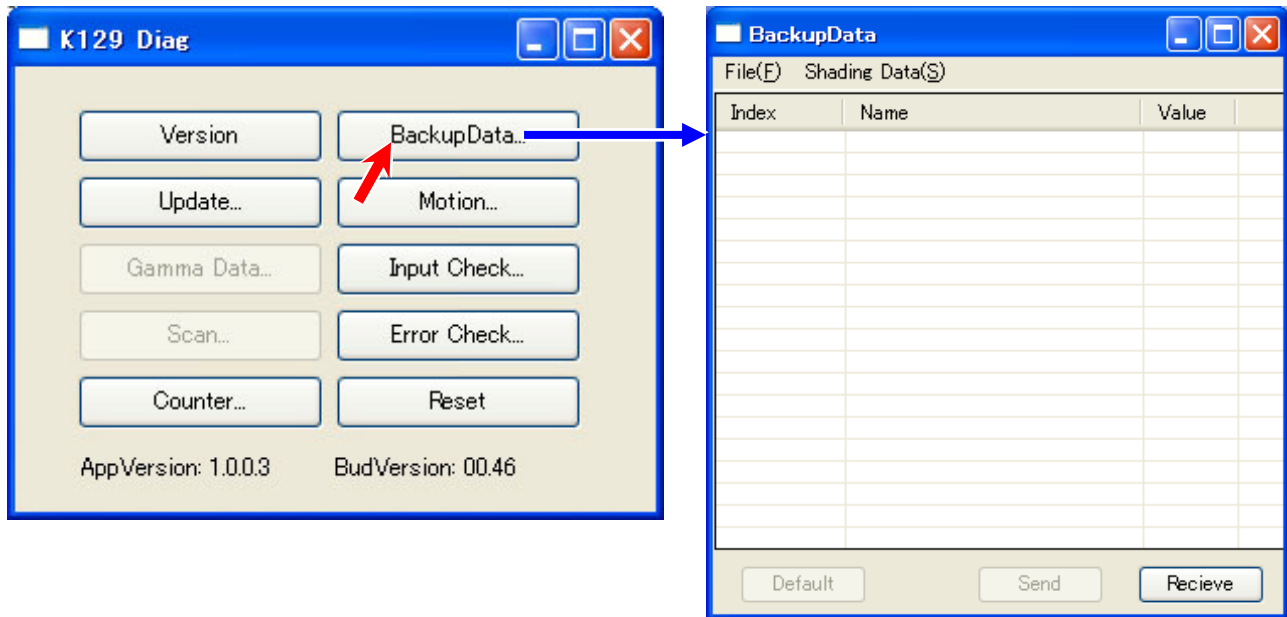 K129 Diag
Version
BackupData...
Update...
Motion...
Gamma Data...
Input Check...
Scan...
Error Check...
Counter...
Reset
AppVersion: 1.0.0.3 BudVersion: 00.46
BackupData
File(F) Shading Data(S)
Index Name Value
Default Send Recieve